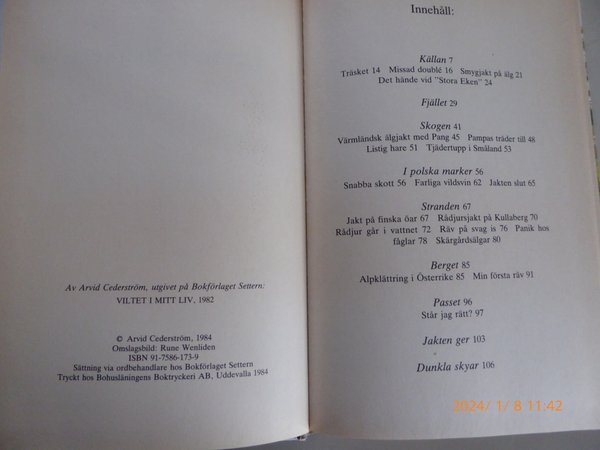 Av Arvid Cederström, utgivet på Bokförlaget Settern:
VILTET I MITT LIV. 1982
© Arvid Cederström, 1984
Omslagsbild: Rune Wenliden
ISBN 91-7586-173-9
Sättning via ordbehandlare hos Bokförlaget Settern
Tryckt hos Bohusläningens Boktryckeri AB, Uddevalla 1984
Innehåll:
Källan 7
Träsket 14 Missad doublé 16 Smygjakt på älg 21
Det hände vid "Stora Eken" 24
Fjället 29
Skogen 41
Värmländsk älgjakt med Pang 45 Pampas träder till 48
Listig hare 51 Tjädertupp i Småland 53
I polska marker 56
Snabba skott 56 Farliga vildsvin 62 Jakten slut 65
Stranden 67
Jakt på finska öar 67 Rådjursjakt på Kullaberg 70
Rådjur går i vattnet 72 Räv på svag is 76 Panik hos
fåglar 78 Skärgårdsälgar 80
Berget 85
Alpklättring i Österrike 85 Min första räv 91
Passet 96
Står jag rätt? 97
Jakten ger 103
Dunkla skyar 106
2024/ 1/ 8 11:42